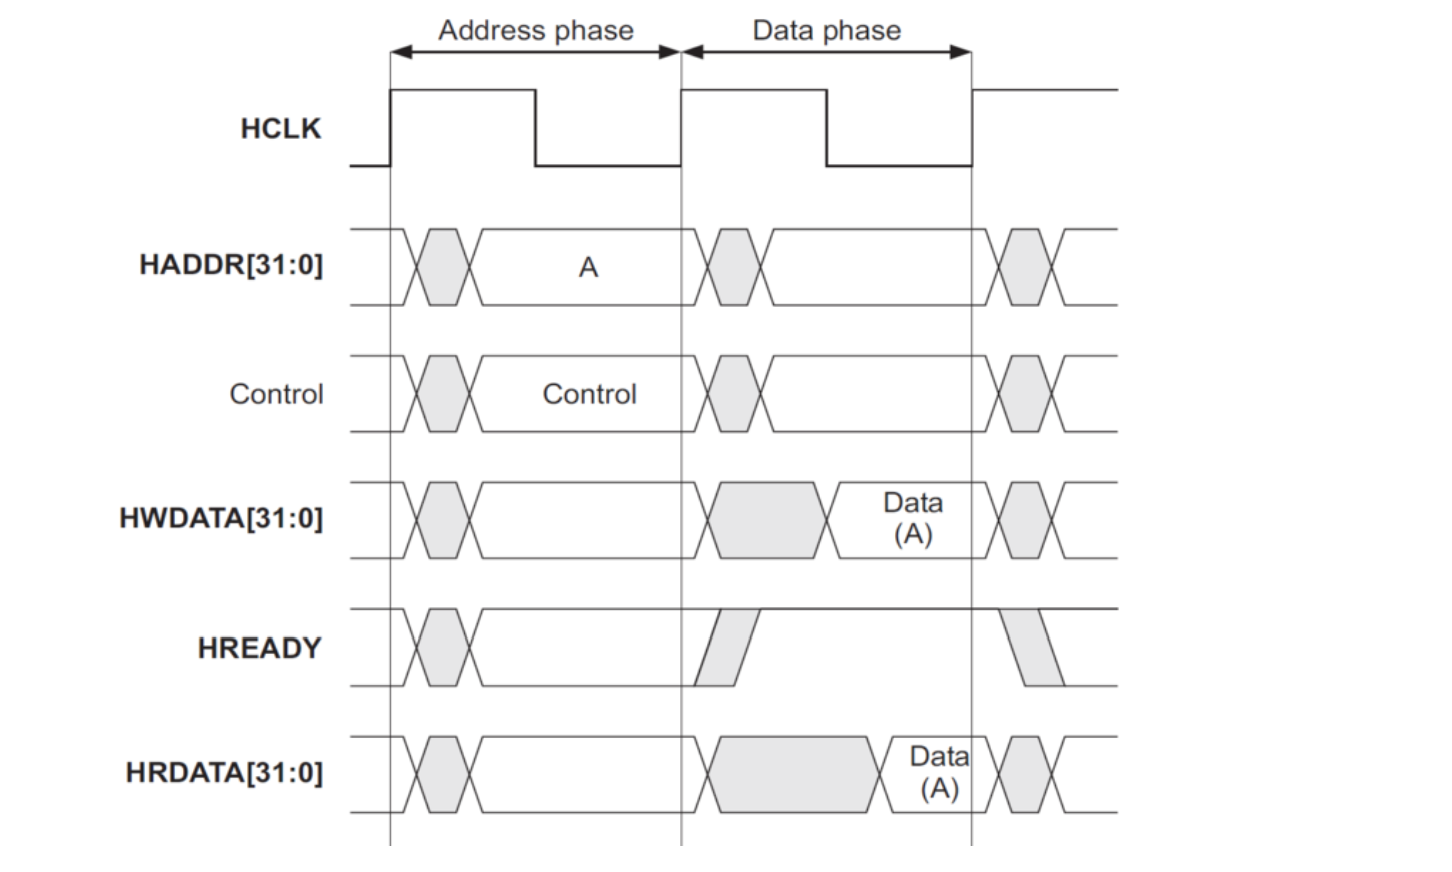 Address phase
Data phase
HCLK
HADDR[31:0]
A
Control
Control
HWDATA[31:0]
Data
(A)
HREADY
HRDATA[31:0]
Data
(A)